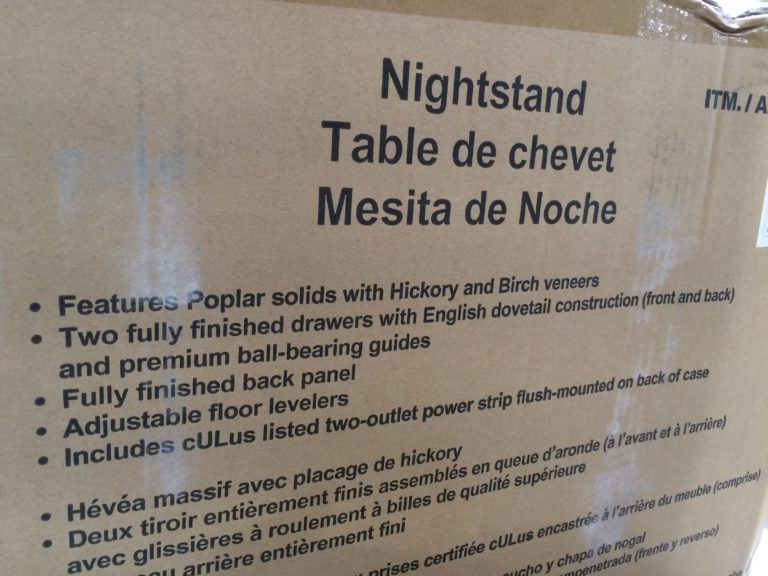 Nightstand
ITM. / A
Table de chevet
Mesita de Noche
• Features Poplar solids with Hickory and Birch veneers
• Two fully finished drawers with English dovetail construction (front and back)
and premium ball-bearing guides
• Fully finished back panel
• Adjustable floor levelers
• Includes cULus listed two-outlet power strip flush-mounted on back of case
• Hévéa massif avec placage de hickory
• Deux tiroir entièrement finis assemblés en queue d'aronde (a l'avant et à l'arrière)
avec glissières à roulement à billes de qualité supérieure
arrière entièrement fini
prises certifiée cULus encastrée à l'arrière du meuble (comprise)
y chapa de nogal
(frente y reverso)